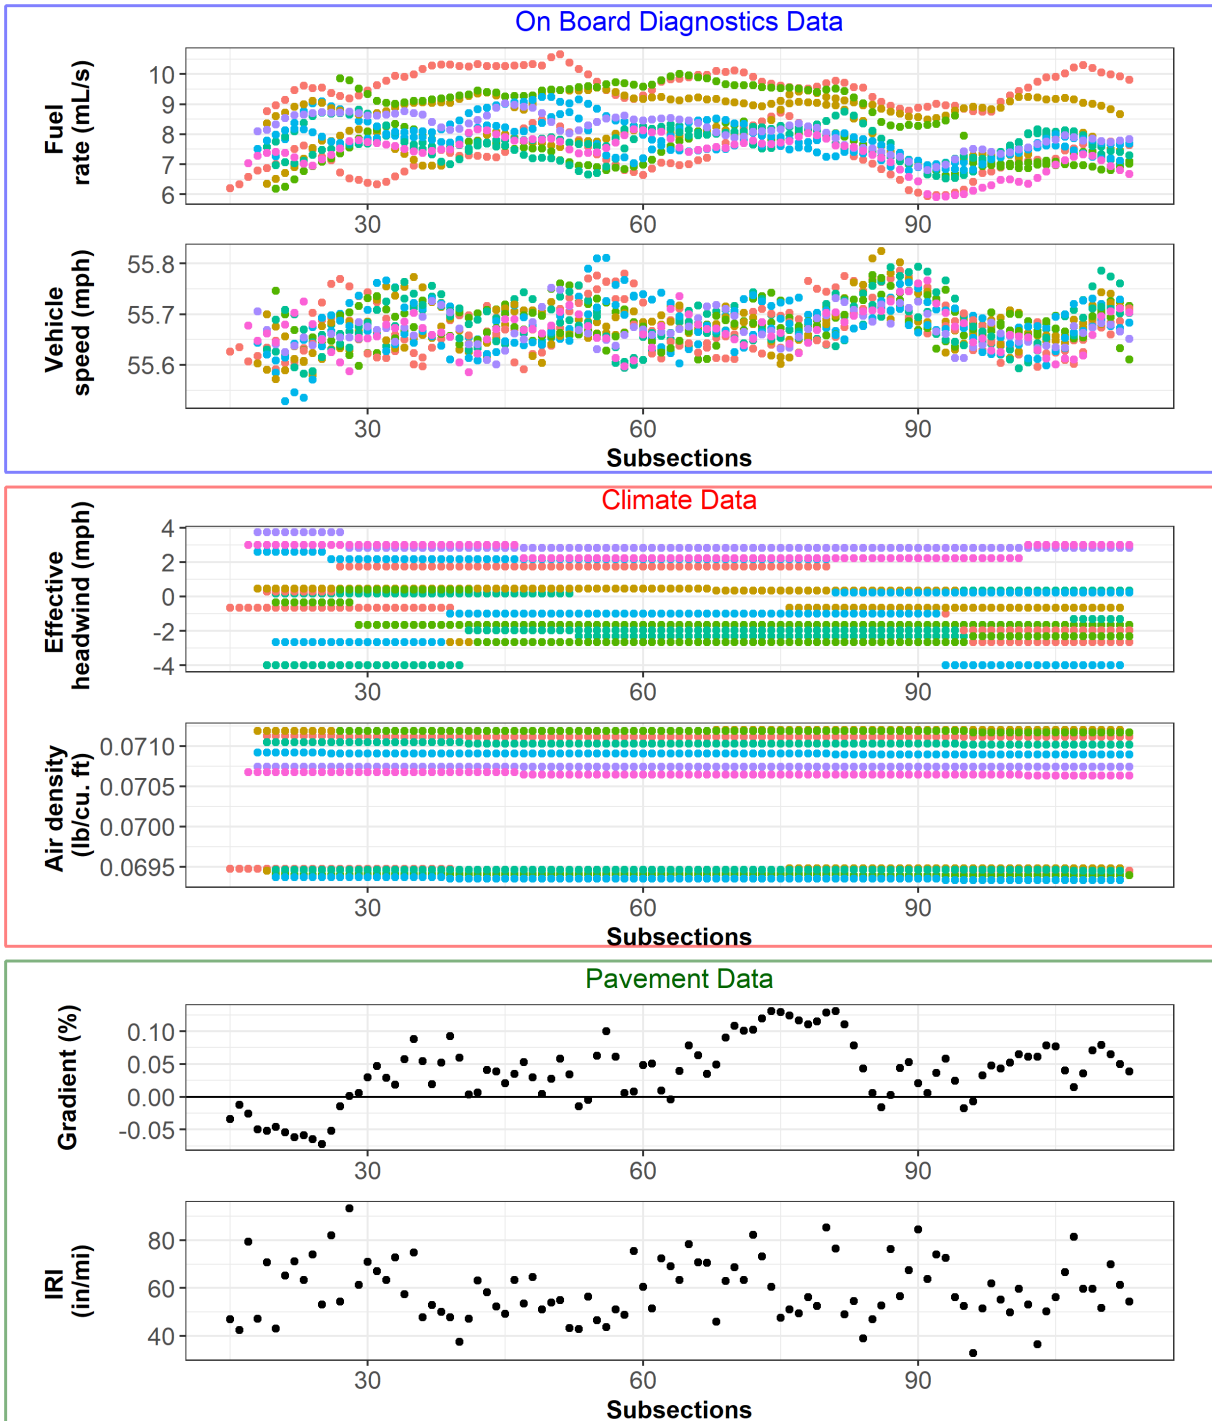 On Board Diagnostics Data
Fuel
rate (mL/s)
10
9
8
7
6
30 60 90
Vehicle
speed (mph)
55.8
55.7
55.6
30 60 90
Subsections
Climate Data
Effective
headwind (mph)
4
2
0
-2
-4
30 60 90
Air density
(lb/cu. ft)
0.0710
0.0705
0.0700
0.0695
30 60 90
Subsections
Pavement Data
Gradient (%)
0.10
0.05
0.00
-0.05
30 60 90
IRI
(in/mi)
80
60
40
30 60 90
Subsections